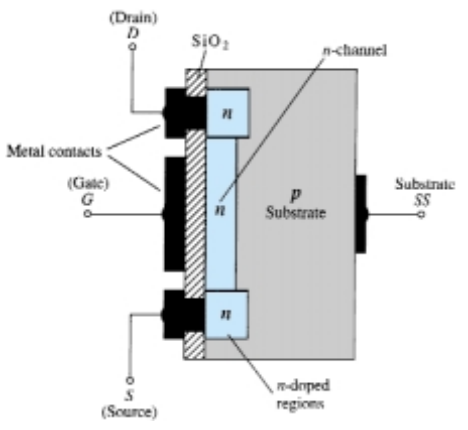 (Drain)
D
SiO2
n-channel
n
Metal contacts
(Gate)
G
n
p
Substrate
Substrate
SS
n
S
(Source)
n-doped
regions